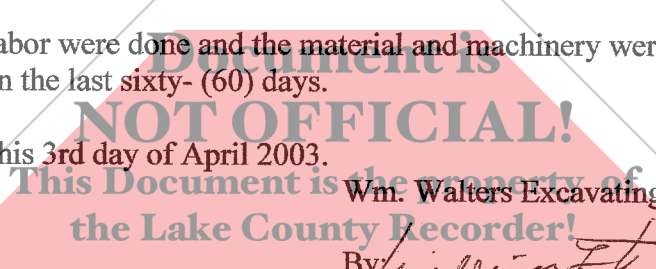 abor were done and the material and machinery wer
n the last sixty- (60) days.
his 3rd day of April 2003.
Wm. Walters Excavating
By:
Document is
NOT OFFICIAL!
This Document is the property of
the Lake County Recorder!